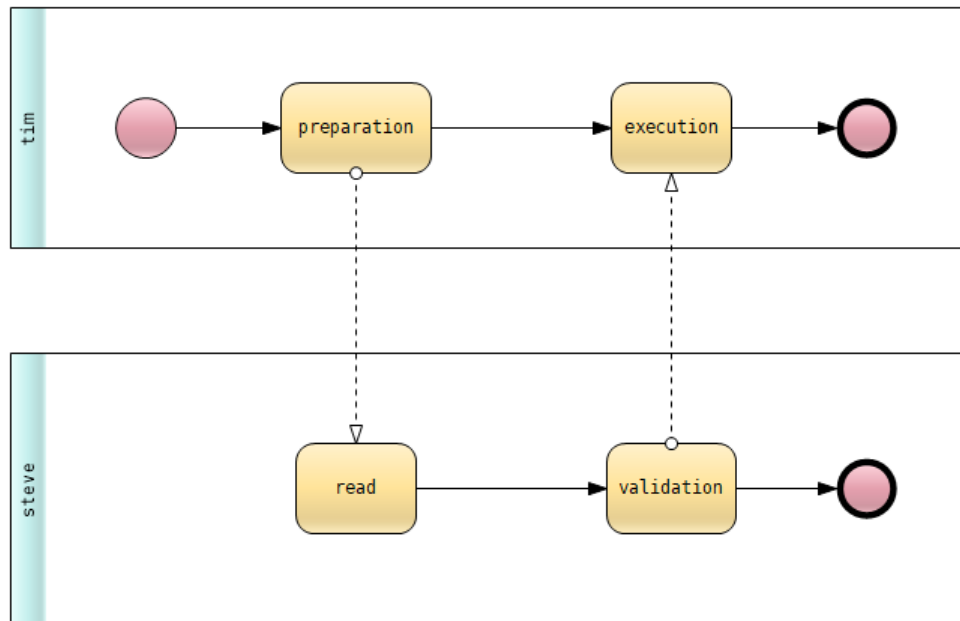 tim
preparation
execution
steve
read
validation